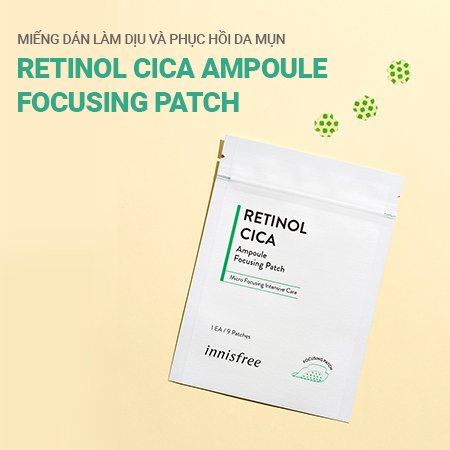 MIẾNG DÁN LÀM DỊU VÀ PHỤC HỒI DA MỤN
RETINOL CICA AMPOULE
FOCUSING PATCH
RETINOL
CICA
Ampoule
Focusing Patch
Micro Focusing Intensive Care
1 EA / 9 Patches
innisfree
FOCUSING PATCH